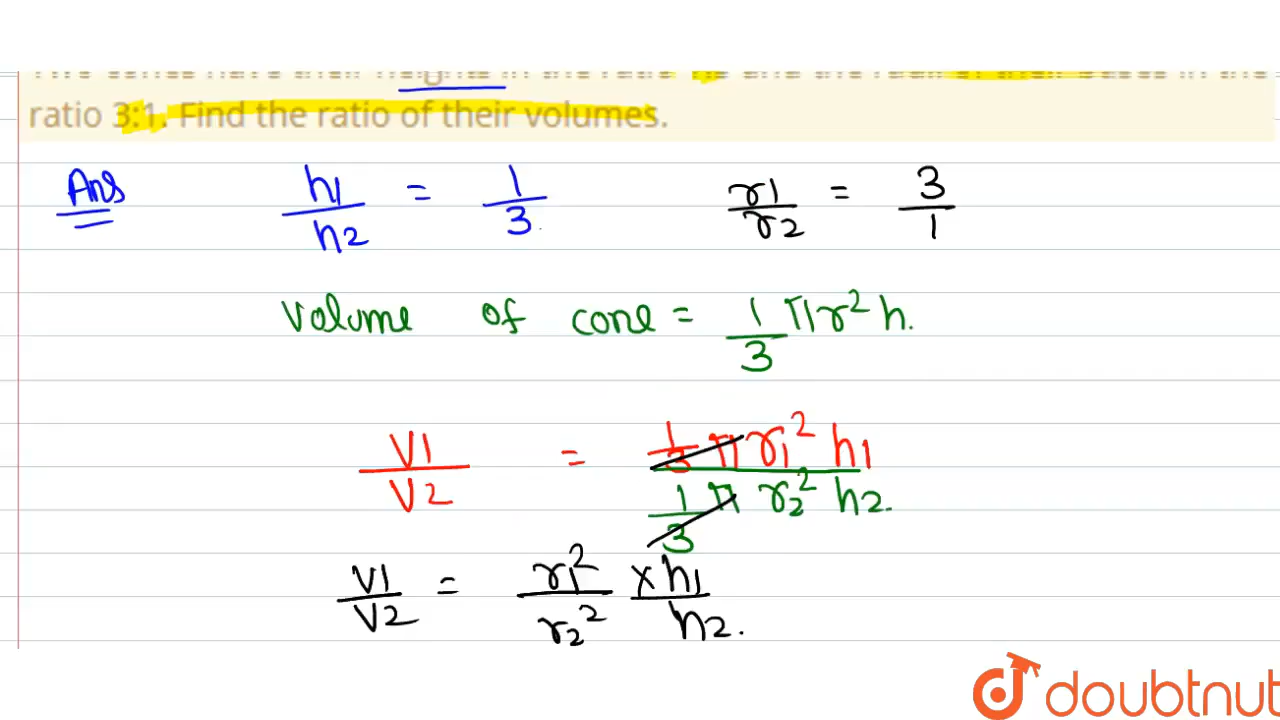 ratio 3:1. Find the ratio of their volumes.
Ans h1/h2 = 1/3 r1/r2 = 3/1
Volume of cone = 1/3 πr² h.
V1/V2 = 1/3 π r1² h1 / 1/3 π r2² h2.
V1/V2 = r1²/r2² × h1/h2.
doubtnut